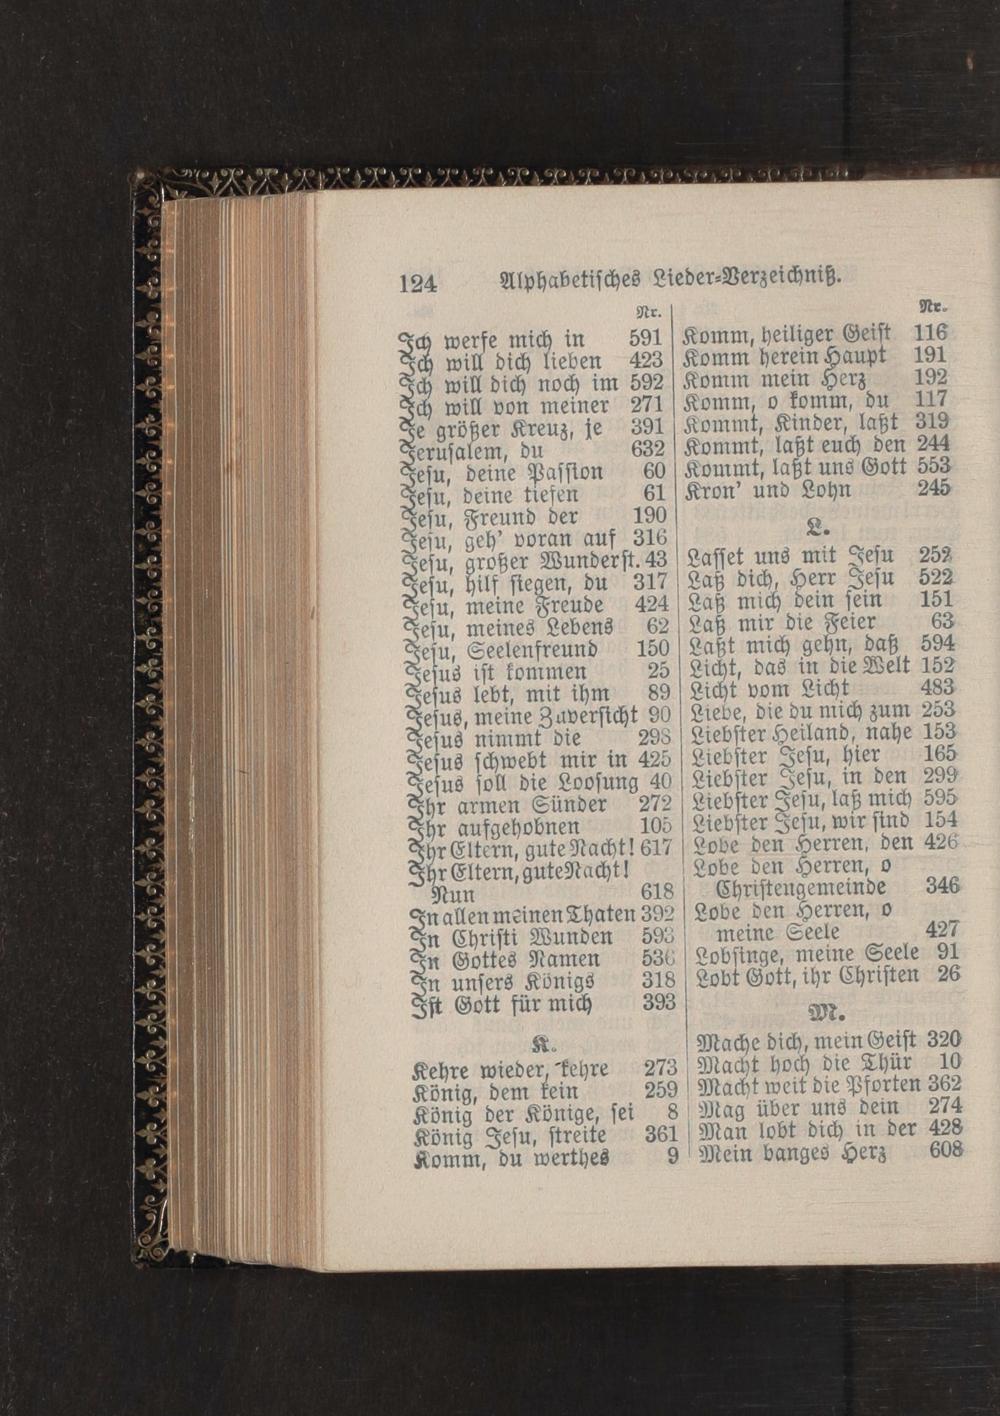 124 Alphabetisches Lieder-Verzeichniß.
Nr.
Ich werfe mich in 591
Ich will dich lieben 423
Ich will dich noch im 592
Ich will von meiner 271
Je größer Kreuz, je 391
Jerusalem, du 632
Jesu, deine Passion 60
Jesu, deine tiefen 61
Jesu, Freund der 190
Jesu, geh' voran auf 316
Jesu, großer Wunderst. 43
Jesu, hilf siegen, du 317
Jesu, meine Freude 424
Jesu, meines Lebens 62
Jesu, Seelenfreund 150
Jesus ist kommen 25
Jesus lebt, mit ihm 89
Jesus, meine Zuversicht 90
Jesus nimmt die 298
Jesus schwebt mir in 425
Jesus soll die Loosung 40
Ihr armen Sünder 272
Ihr aufgehobnen 105
Ihr Eltern, gute Nacht! 617
Ihr Eltern, gute Nacht!
Nun 618
In allen meinen Thaten 392
In Christi Wunden 593
In Gottes Namen 536
In unsers Königs 318
Ist Gott für mich 393
K.
Kehre wieder, kehre 273
König, dem kein 259
König der Könige, sei 8
König Jesu, streite 361
Komm, du werthes 9
Nr.
Komm, heiliger Geist 116
Komm herein Haupt 191
Komm mein Herz 192
Komm, o komm, du 117
Kommt, Kinder, laßt 319
Kommt, laßt euch den 244
Kommt, laßt uns Gott 553
Kron' und Lohn 245
L.
Lasset uns mit Jesu 252
Laß dich, Herr Jesu 522
Laß mich dein sein 151
Laß mir die Feier 63
Laßt mich gehn, daß 594
Licht, das in die Welt 152
Licht vom Licht 483
Liebe, die du mich zum 253
Liebster Heiland, nahe 153
Liebster Jesu, hier 165
Liebster Jesu, in den 299
Liebster Jesu, laß mich 595
Liebster Jesu, wir sind 154
Lobe den Herren, den 426
Lobe den Herren, o
Christengemeinde 346
Lobe den Herren, o
meine Seele 427
Lobsinge, meine Seele 91
Lobt Gott, ihr Christen 26
M.
Mache dich, mein Geist 320
Macht hoch die Thür 10
Macht weit die Pforten 362
Mag über uns dein 274
Man lobt dich in der 428
Mein banges Herz 608